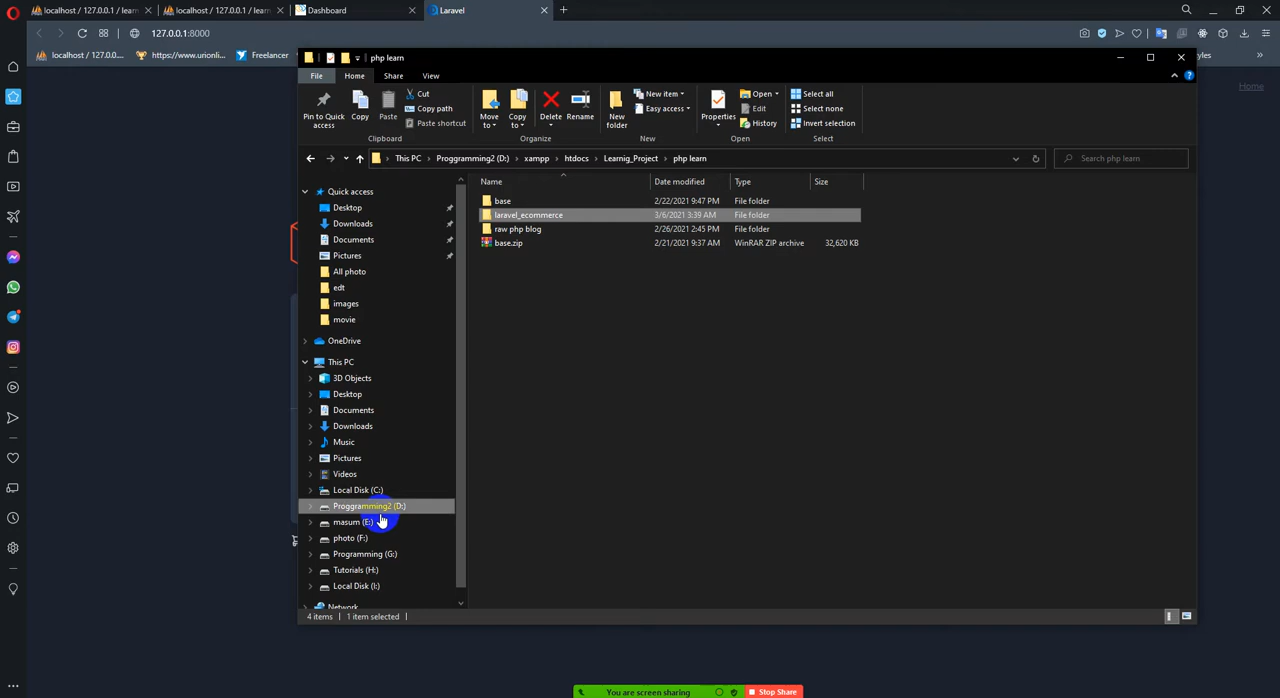 localhost / 127.0.0.1 / learn
localhost / 127.0.0.1 / learn
Dashboard
Laravel
127.0.0.1:8000
localhost / 127.0.0....
https://www.urionli...
Freelancer
yles
php learn
File
Home
Share
View
Pin to Quick access
Copy
Paste
Cut
Copy path
Paste shortcut
Move to
Copy to
Delete
Rename
New folder
New item
Easy access
Properties
Open
Edit
History
Select all
Select none
Invert selection
Clipboard
Organize
New
Open
Select
This PC > Proggramming2 (D:) > xampp > htdocs > Learnig_Project > php learn
Search php learn
Home
Name
Date modified
Type
Size
base 2/22/2021 9:47 PM File folder
laravel_ecommerce 3/6/2021 3:39 AM File folder
raw php blog 2/26/2021 2:45 PM File folder
base.zip 2/21/2021 9:37 AM WinRAR ZIP archive 32,620 KB
Quick access
Desktop
Downloads
Documents
Pictures
All photo
edt
images
movie
OneDrive
This PC
3D Objects
Desktop
Documents
Downloads
Music
Pictures
Videos
Local Disk (C:)
Proggramming2 (D:)
masum (E:)
photo (F:)
Programming (G:)
Tutorials (H:)
Local Disk (I:)
Network
4 items
1 item selected
You are screen sharing
Stop Share